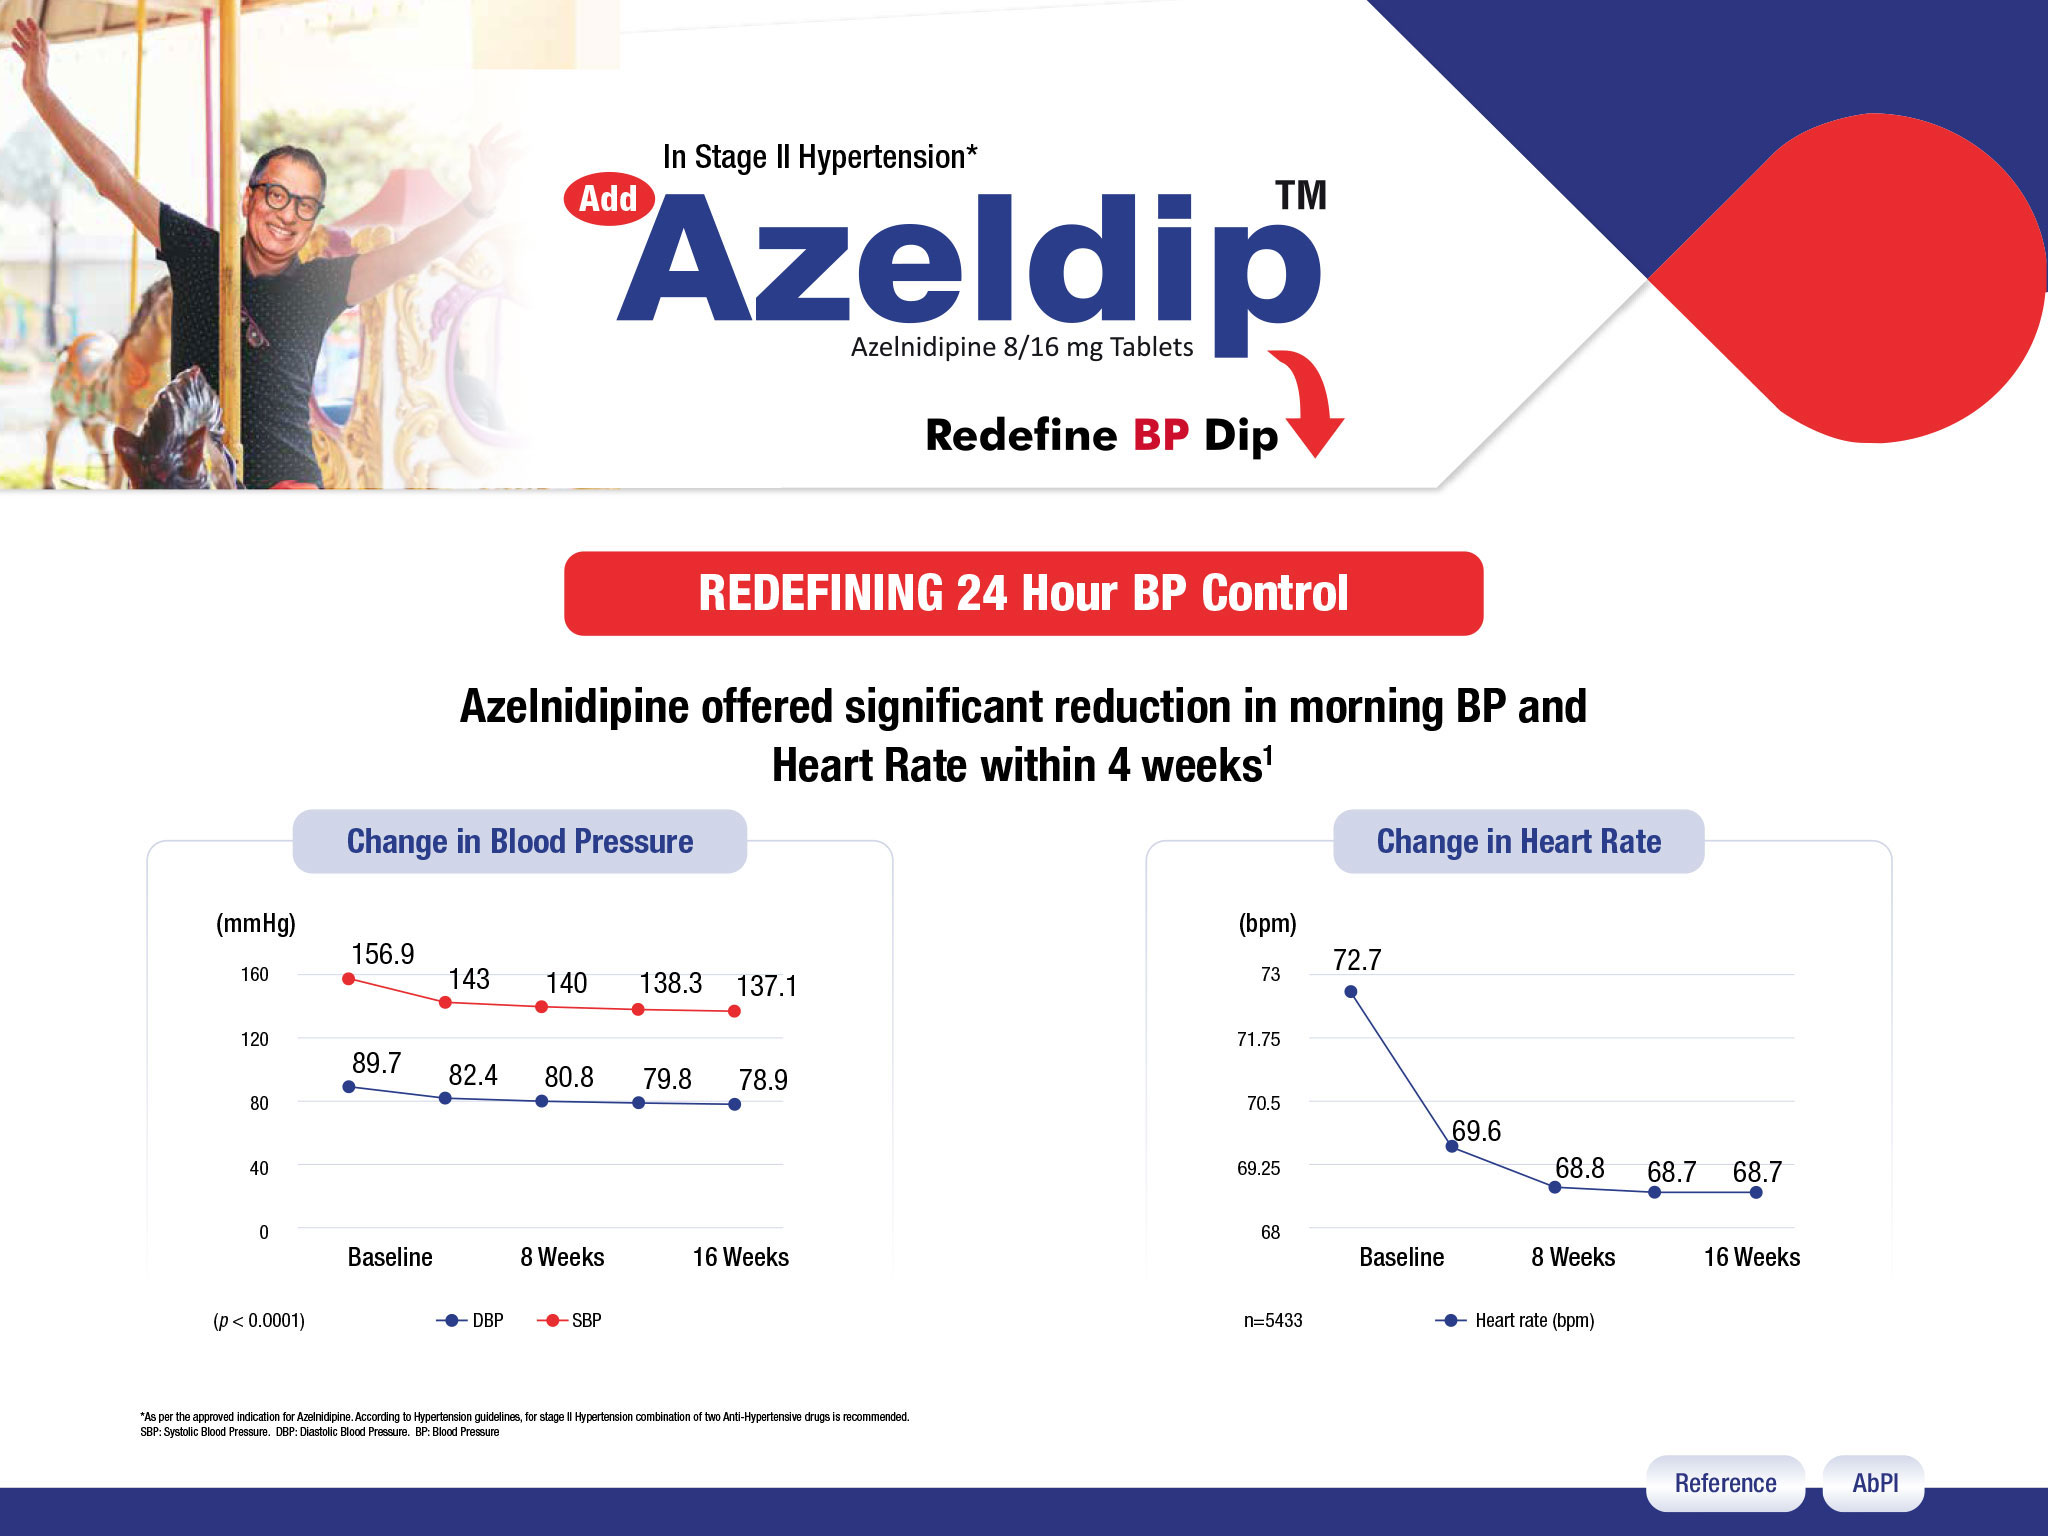 In Stage II Hypertension*
Add
Azeldip™
Azelnidipine 8/16 mg Tablets
Redefine BP Dip
REDEFINING 24 Hour BP Control
Azelnidipine offered significant reduction in morning BP and
Heart Rate within 4 weeks¹
Change in Blood Pressure
(mmHg)
160
120
80
40
0
156.9
143
140
138.3
137.1
89.7
82.4
80.8
79.8
78.9
Baseline
8 Weeks
16 Weeks
(p < 0.0001)
DBP
SBP
Change in Heart Rate
(bpm)
73
71.75
70.5
69.25
68
72.7
69.6
68.8
68.7
68.7
Baseline
8 Weeks
16 Weeks
n=5433
Heart rate (bpm)
*As per the approved indication for Azelnidipine. According to Hypertension guidelines, for stage II Hypertension combination of two Anti-Hypertensive drugs is recommended.
SBP: Systolic Blood Pressure. DBP: Diastolic Blood Pressure. BP: Blood Pressure
Reference
AbPI